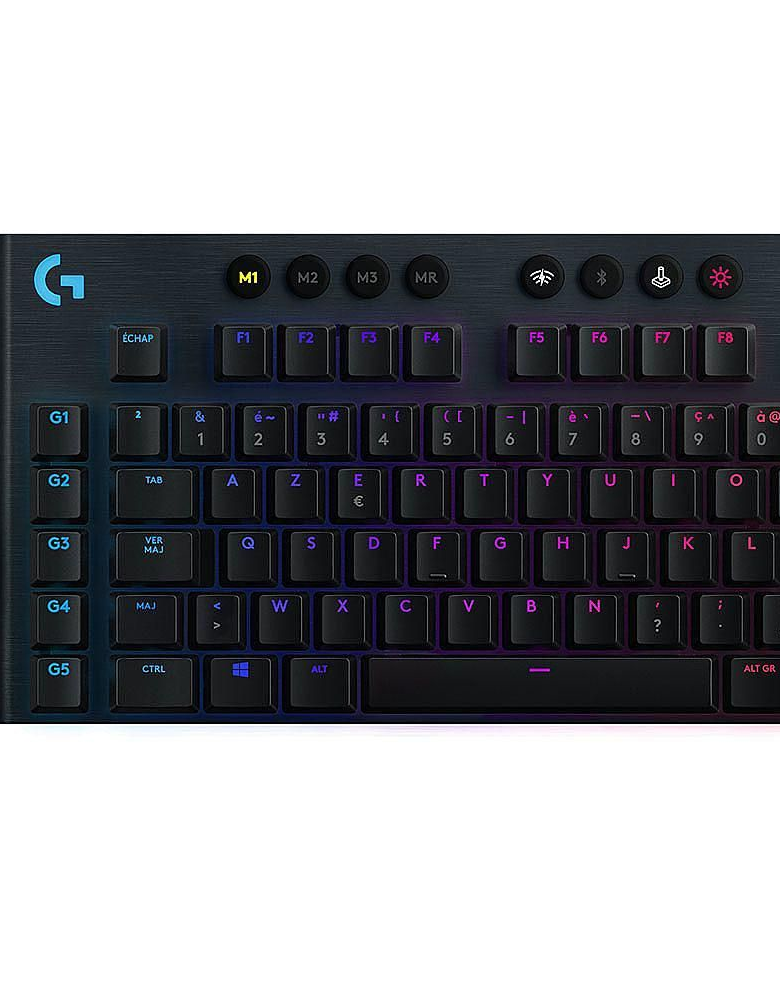 M1 M2 M3 MR
ÉCHAP F1 F2 F3 F4 F5 F6 F7 F8
G1 ² & é ~ " # ' { ( [ - | è ` _ \ ç ^ à @
1 2 3 4 5 6 7 8 9 0
G2 TAB A Z E R T Y U I O
€
G3 VER Q S D F G H J K L
MAJ
G4 MAJ < W X C V B N , ;
> ? .
G5 CTRL ALT ALT GR